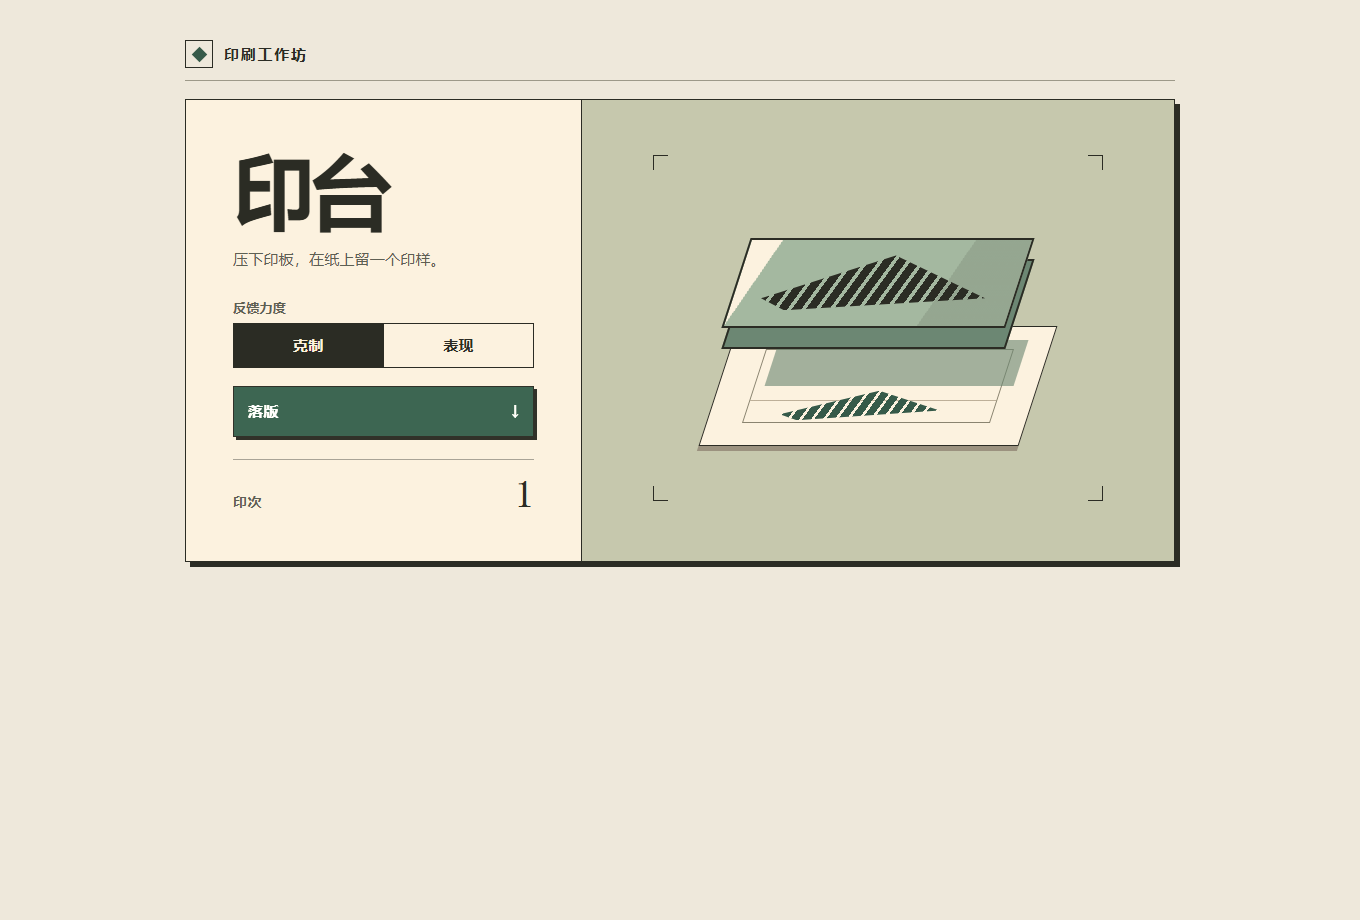 印刷工作坊
印台
压下印板，在纸上留一个印样。
反馈力度
克制 表现
落版 ↓
印次 1